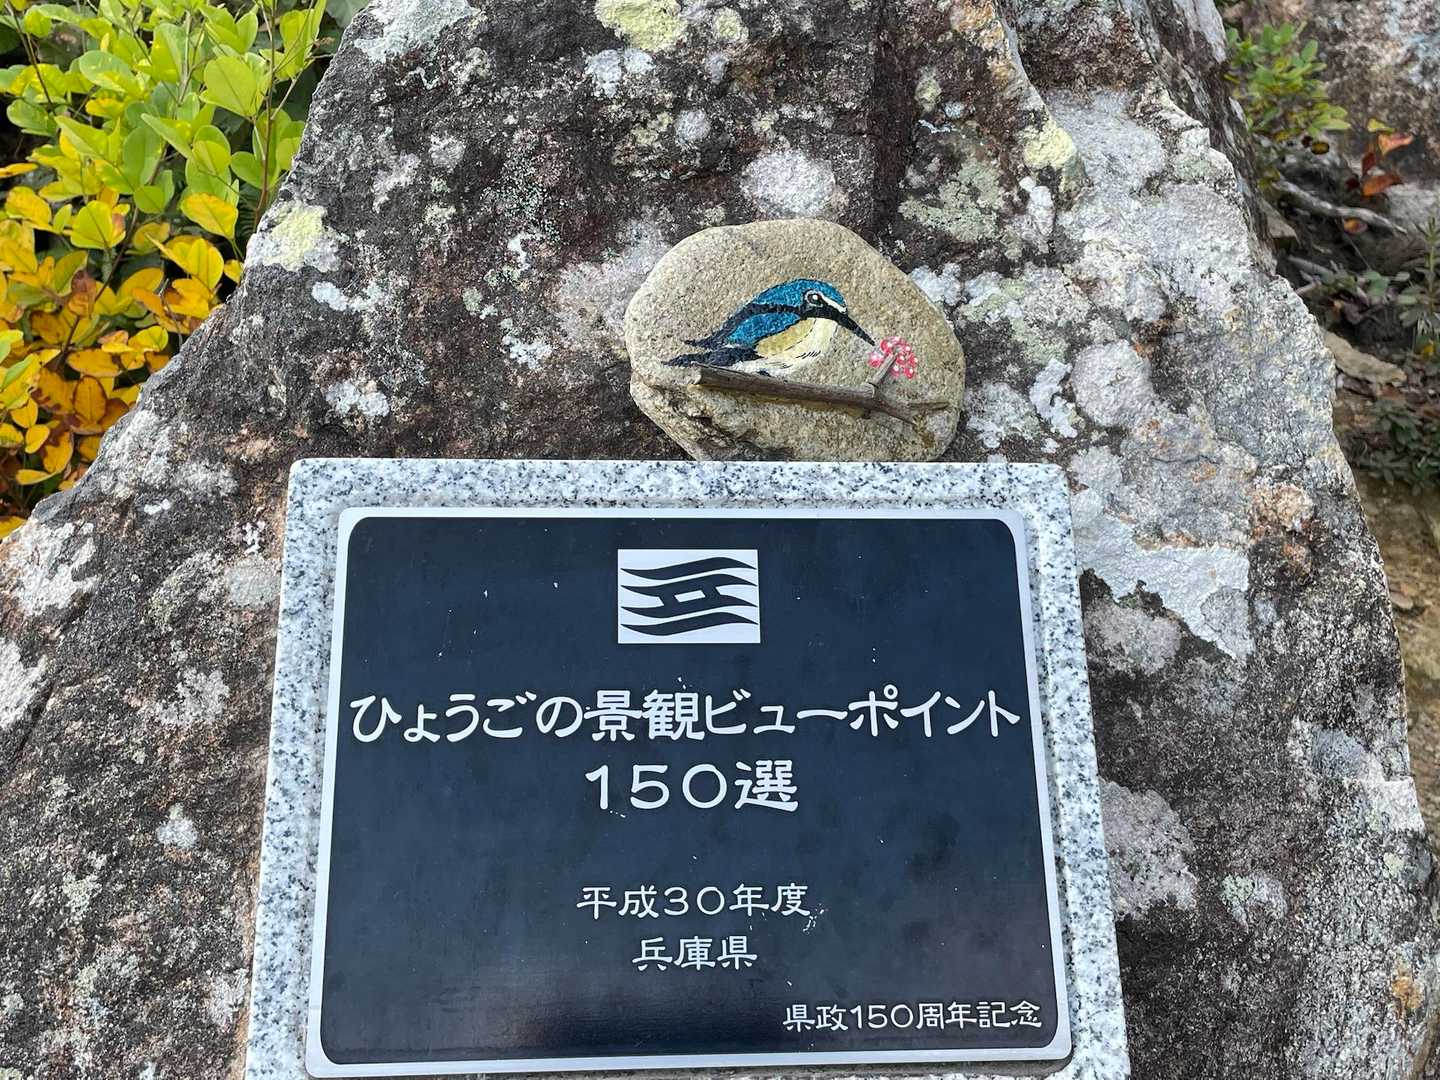 ひょうごの景観ビューポイント
150選
平成30年度
兵庫県
県政150周年記念